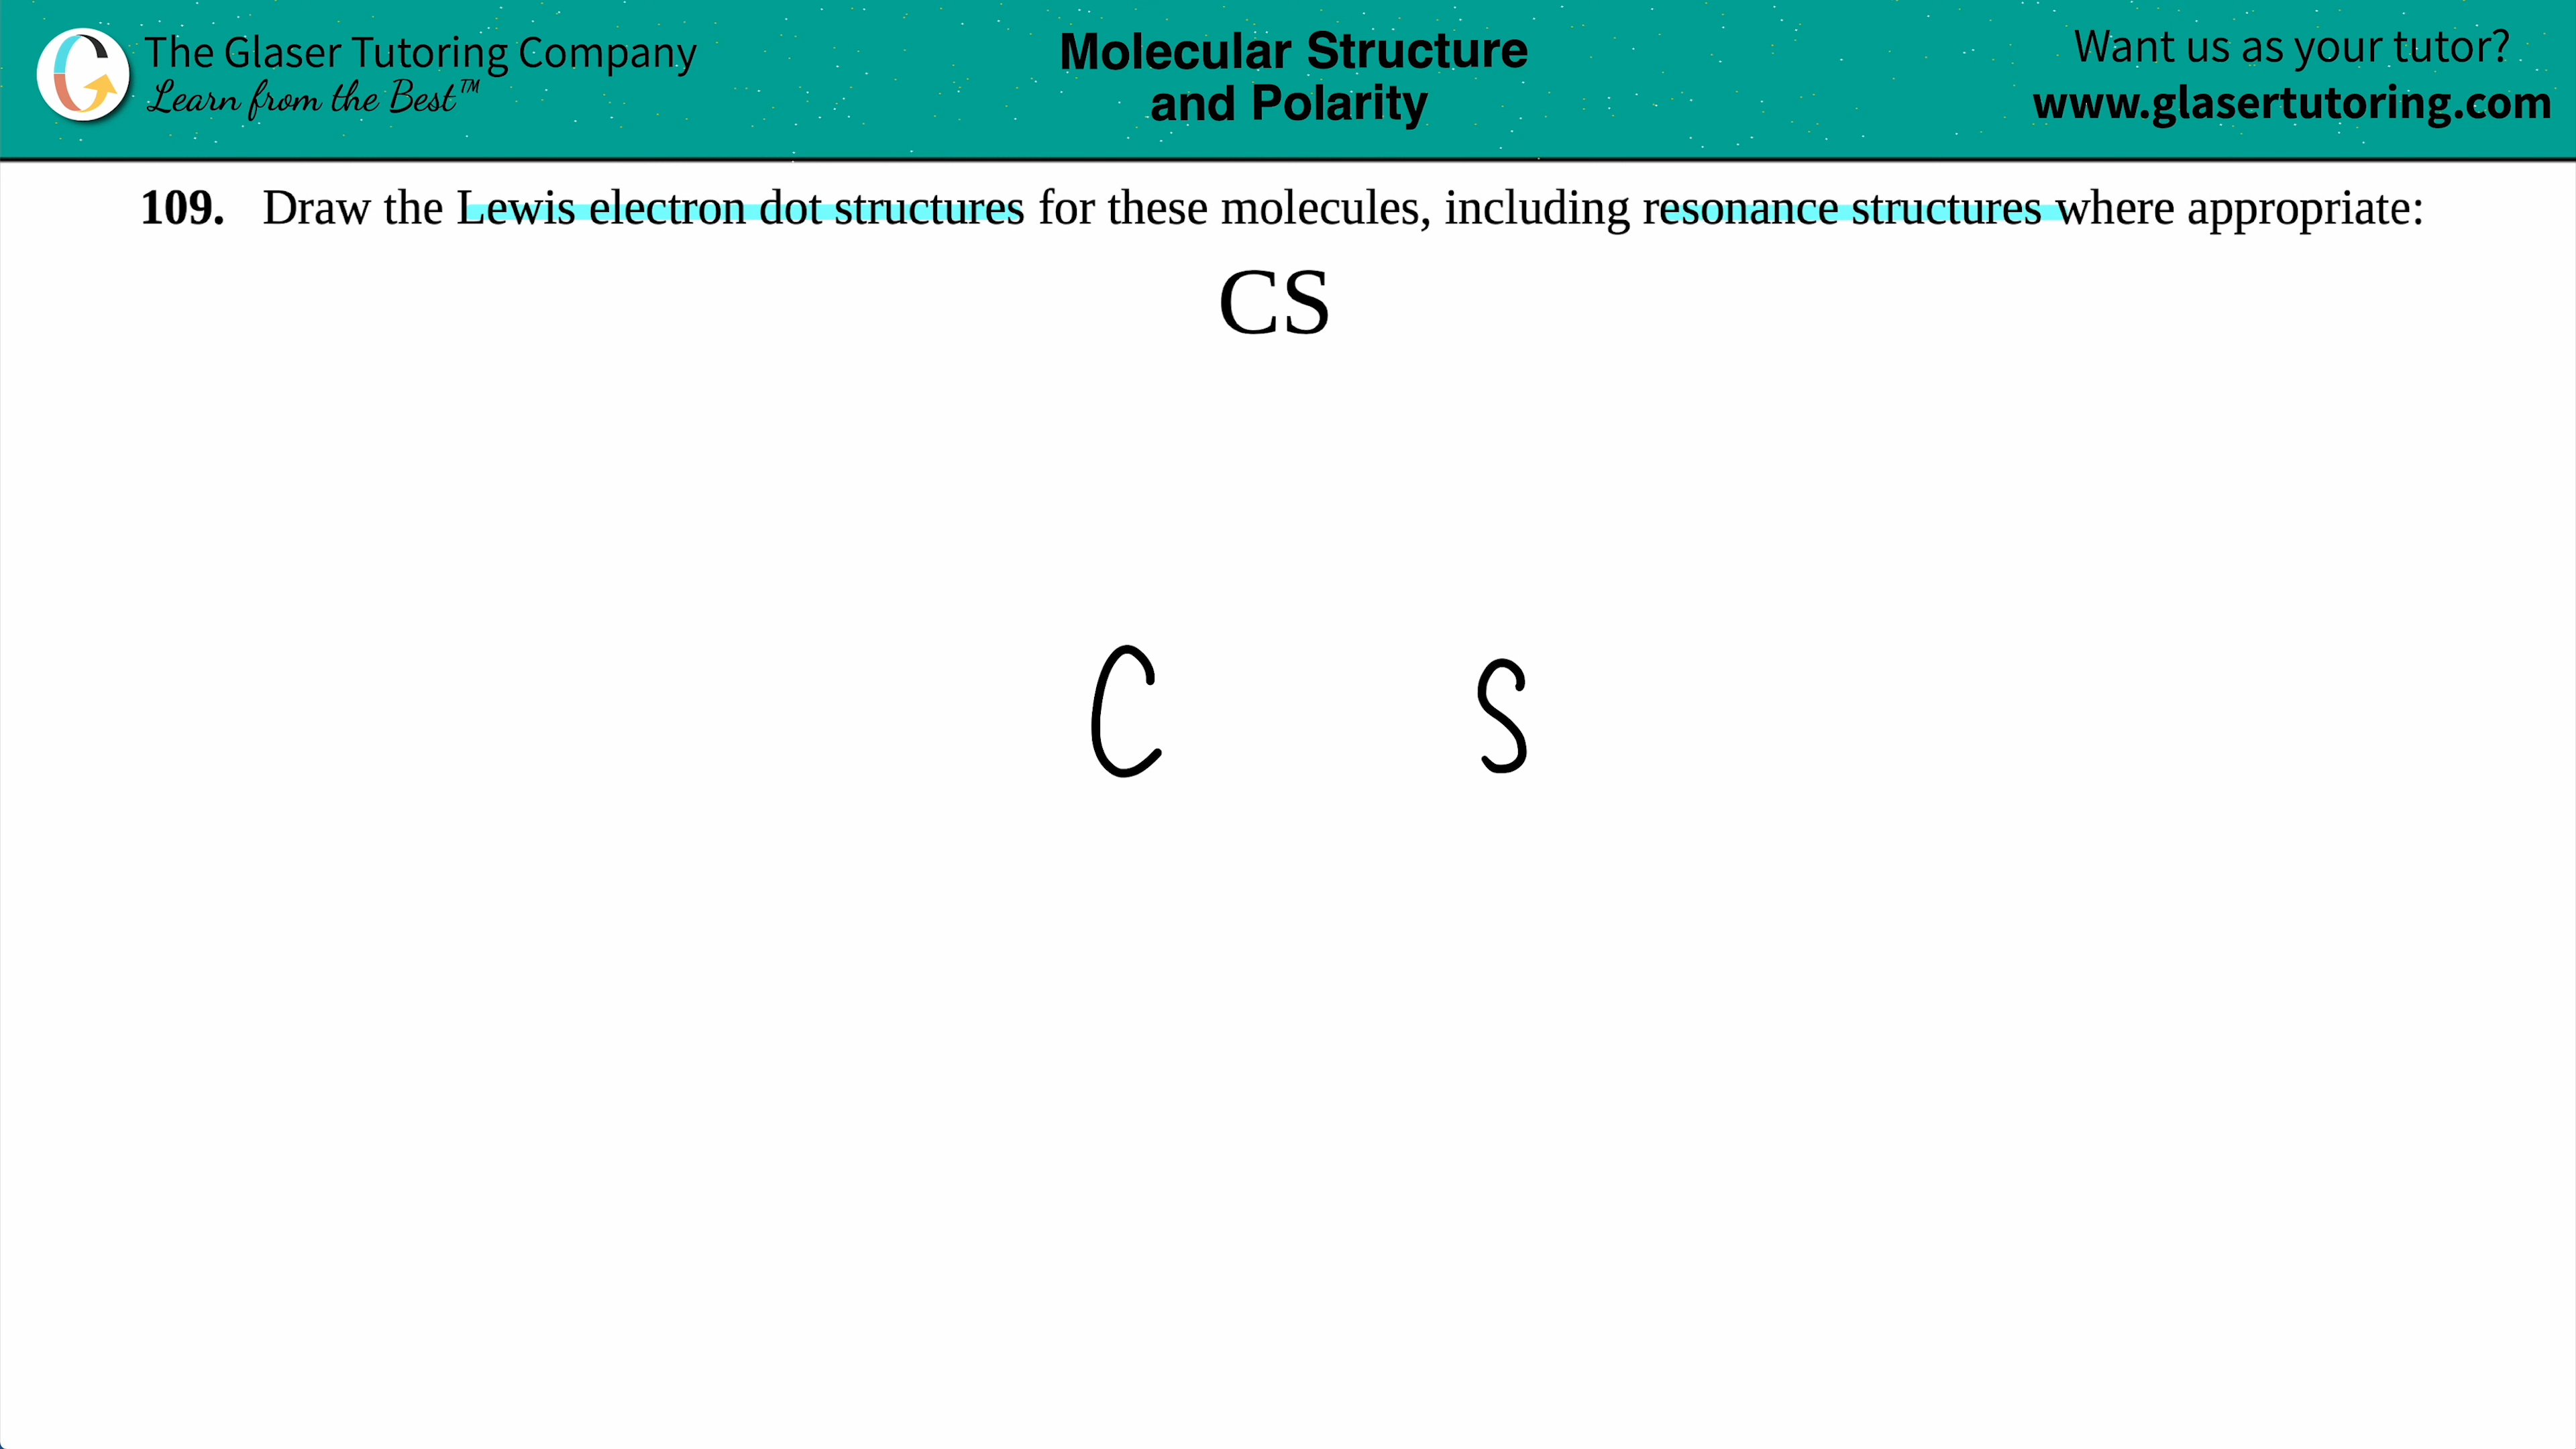 The Glaser Tutoring Company
Learn from the Best™
Molecular Structure
and Polarity
Want us as your tutor?
www.glasertutoring.com
109. Draw the Lewis electron dot structures for these molecules, including resonance structures where appropriate:
CS
C S